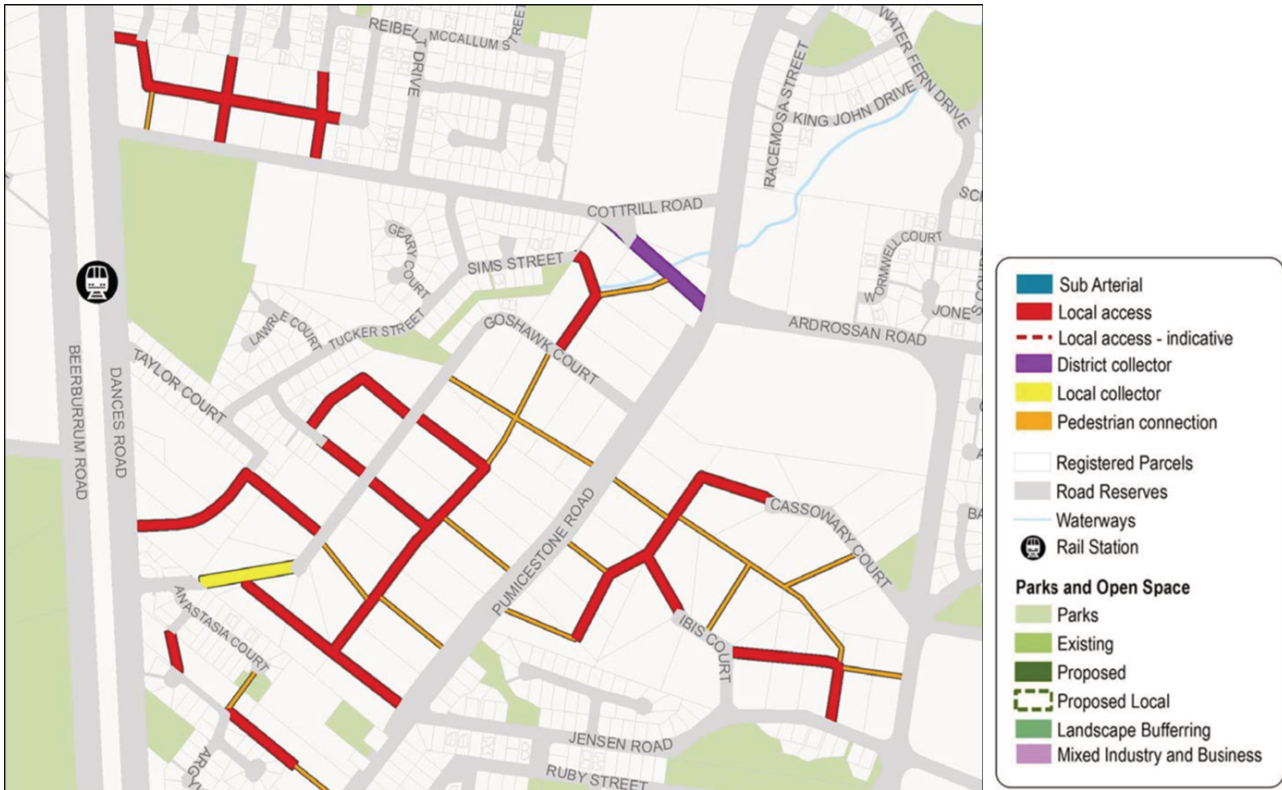 REIBELT DRIVE
MCCALLUM STREET
WATER FERN DRIVE
RACEMOSA STREET
KING JOHN DRIVE
COTTRILL ROAD
GEARY COURT
SIMS STREET
WORMWELL COURT
JONES COURT
LAWRIE COURT
TUCKER STREET
GOSHAWK COURT
ARDROSSAN ROAD
TAYLOR COURT
BEERBURRUM ROAD
DANCES ROAD
PUMICESTONE ROAD
CASSOWARY COURT
BA
ANASTASIA COURT
IBIS COURT
JENSEN ROAD
RUBY STREET
Sub Arterial
Local access
Local access - indicative
District collector
Local collector
Pedestrian connection
Registered Parcels
Road Reserves
Waterways
Rail Station
Parks and Open Space
Parks
Existing
Proposed
Proposed Local
Landscape Bufferring
Mixed Industry and Business